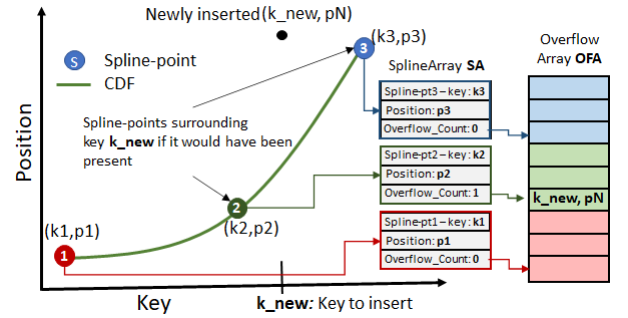 Newly inserted (k_new, pN)
S Spline-point
CDF
(k3,p3)
3
SplineArray SA
Overflow
Array OFA
Spline-pt3 – key: k3
Position: p3
Overflow_Count: 0
Spline-points surrounding
key k_new if it would have been
present
Spline-pt2 – key: k2
Position: p2
Overflow_Count: 1
k_new, pN
2
(k2,p2)
(k1,p1)
1
Spline-pt1 – key: k1
Position: p1
Overflow_Count: 0
Position
Key
k_new: Key to insert